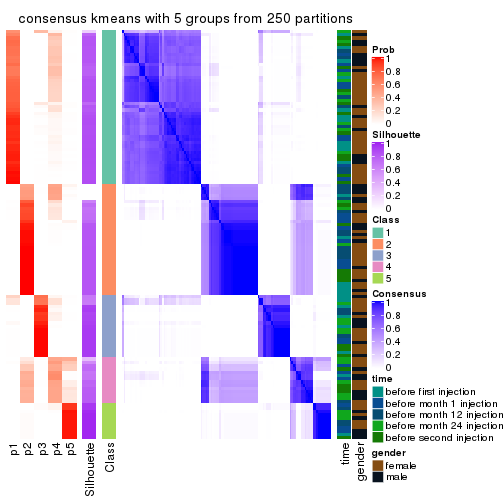 consensus kmeans with 5 groups from 250 partitions
p1
p2
p3
p4
p5
Silhouette
Class
time
gender
Prob
1
0.8
0.6
0.4
0.2
0
Silhouette
1
0.8
0.6
0.4
0.2
0
Class
1
2
3
4
5
Consensus
1
0.8
0.6
0.4
0.2
0
time
before first injection
before month 1 injection
before month 12 injection
before month 24 injection
before second injection
gender
female
male